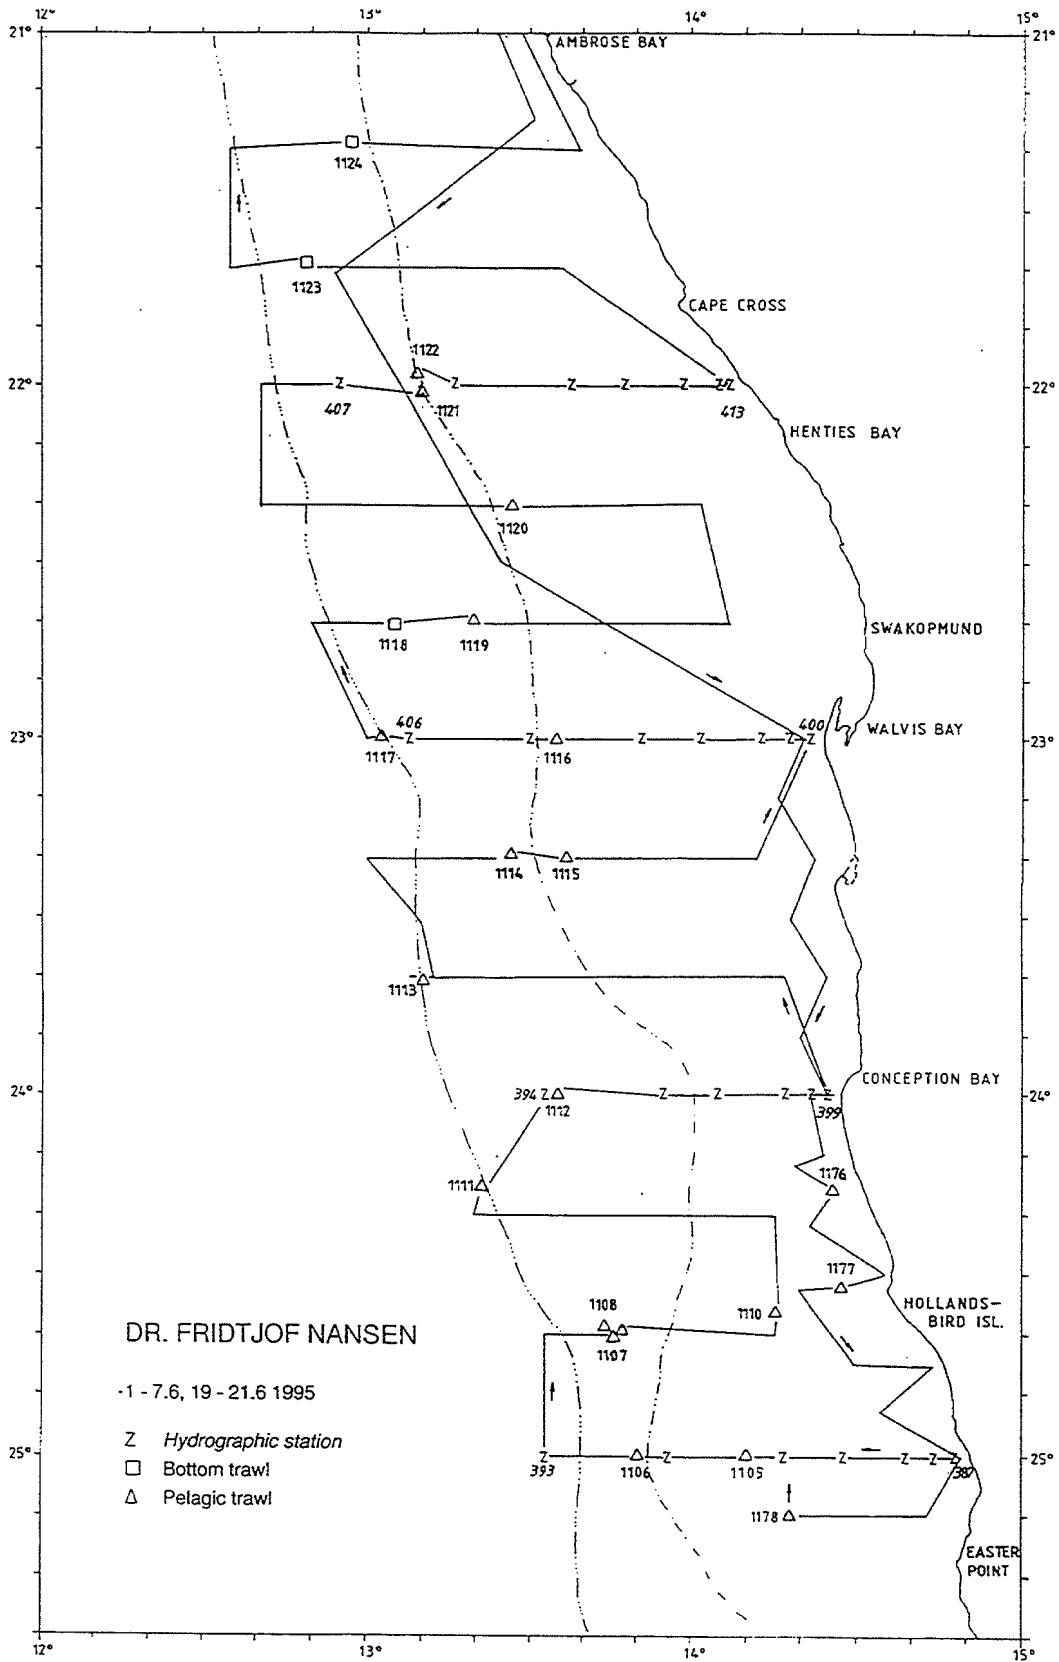 12° 13° 14° 15°
21° 21°
AMBROSE BAY
1124
1123
CAPE CROSS
1122
22° 22°
407 1121 413
HENTIES BAY
1120
SWAKOPMUND
1118 1119
406 400
WALVIS BAY
23° 23°
1117 1116
1114 1115
1113
CONCEPTION BAY
24° 24°
394 1112 399
1176
1111
1177
HOLLANDS-
BIRD ISL.
1108 1110
DR. FRIDTJOF NANSEN
1107
-1 - 7.6, 19 - 21.6 1995
Z Hydrographic station
25° 25°
Bottom trawl
393 1106 1105 387
Pelagic trawl
1178
EASTER
POINT
12° 13° 14° 15°